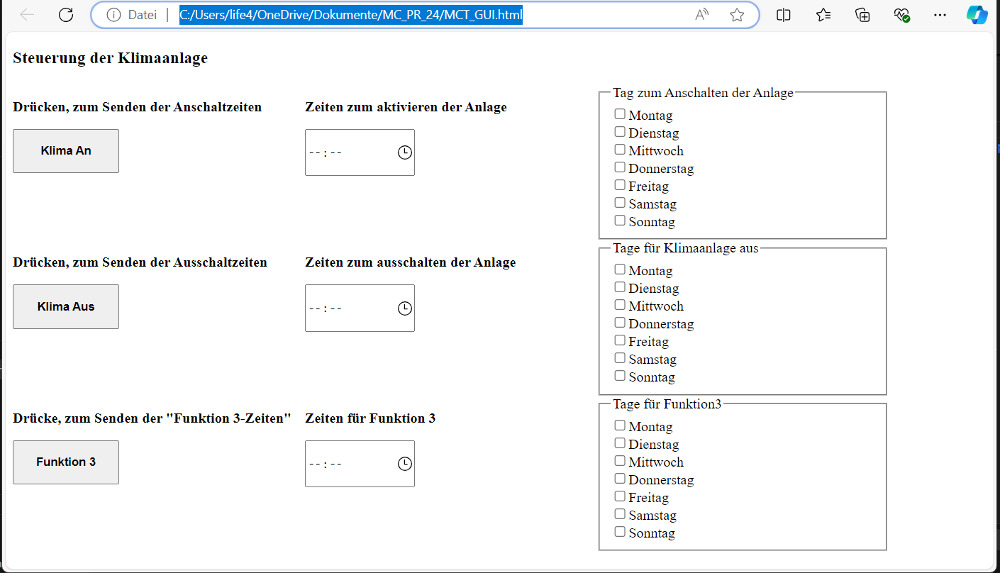 Datei
C:/Users/life4/OneDrive/Dokumente/MC_PR_24/MCT_GUI.html
Steuerung der Klimaanlage
Drücken, zum Senden der Anschaltzeiten
Klima An
Zeiten zum aktivieren der Anlage
--:--
Tag zum Anschalten der Anlage
Montag
Dienstag
Mittwoch
Donnerstag
Freitag
Samstag
Sonntag
Drücken, zum Senden der Ausschaltzeiten
Klima Aus
Zeiten zum ausschalten der Anlage
--:--
Tage für Klimaanlage aus
Montag
Dienstag
Mittwoch
Donnerstag
Freitag
Samstag
Sonntag
Drücke, zum Senden der "Funktion 3-Zeiten"
Funktion 3
Zeiten für Funktion 3
--:--
Tage für Funktion3
Montag
Dienstag
Mittwoch
Donnerstag
Freitag
Samstag
Sonntag